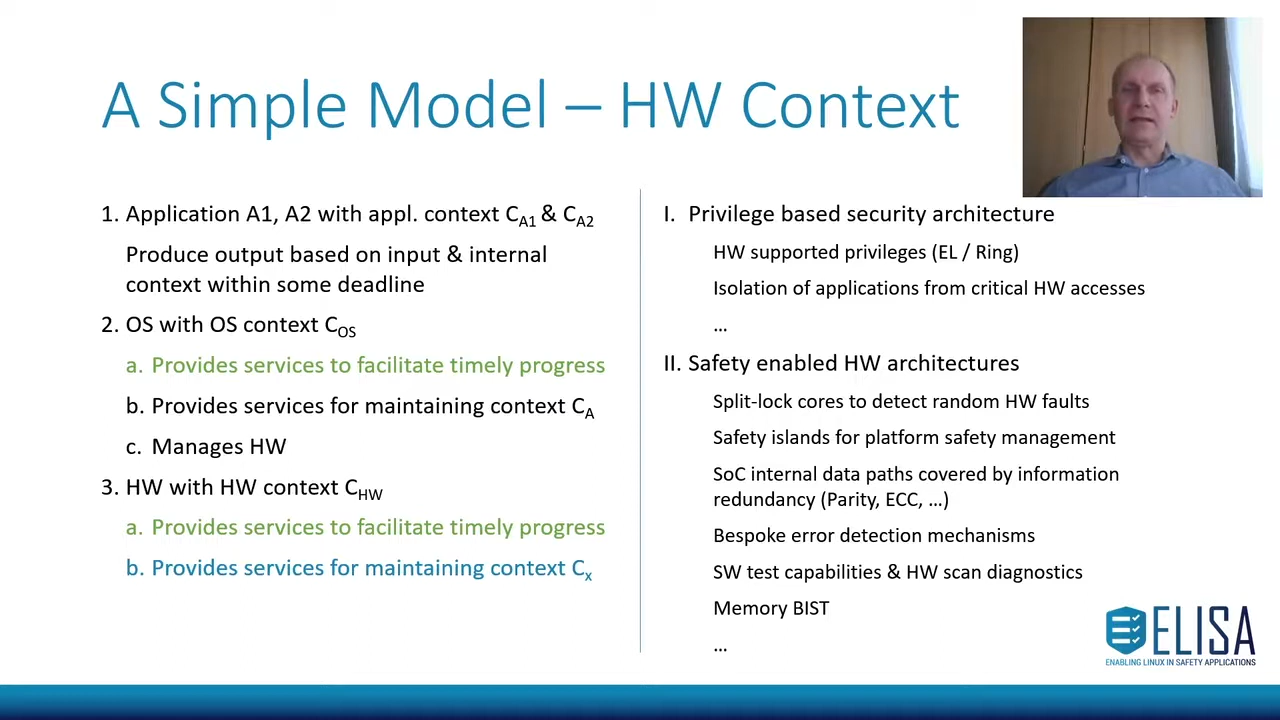 A Simple Model – HW Context
1. Application A1, A2 with appl. context C_A1 & C_A2
Produce output based on input & internal
context within some deadline
2. OS with OS context C_OS
a. Provides services to facilitate timely progress
b. Provides services for maintaining context C_A
c. Manages HW
3. HW with HW context C_HW
a. Provides services to facilitate timely progress
b. Provides services for maintaining context C_x
I. Privilege based security architecture
HW supported privileges (EL / Ring)
Isolation of applications from critical HW accesses
…
II. Safety enabled HW architectures
Split-lock cores to detect random HW faults
Safety islands for platform safety management
SoC internal data paths covered by information
redundancy (Parity, ECC, …)
Bespoke error detection mechanisms
SW test capabilities & HW scan diagnostics
Memory BIST
…
ELISA
ENABLING LINUX IN SAFETY APPLICATIONS